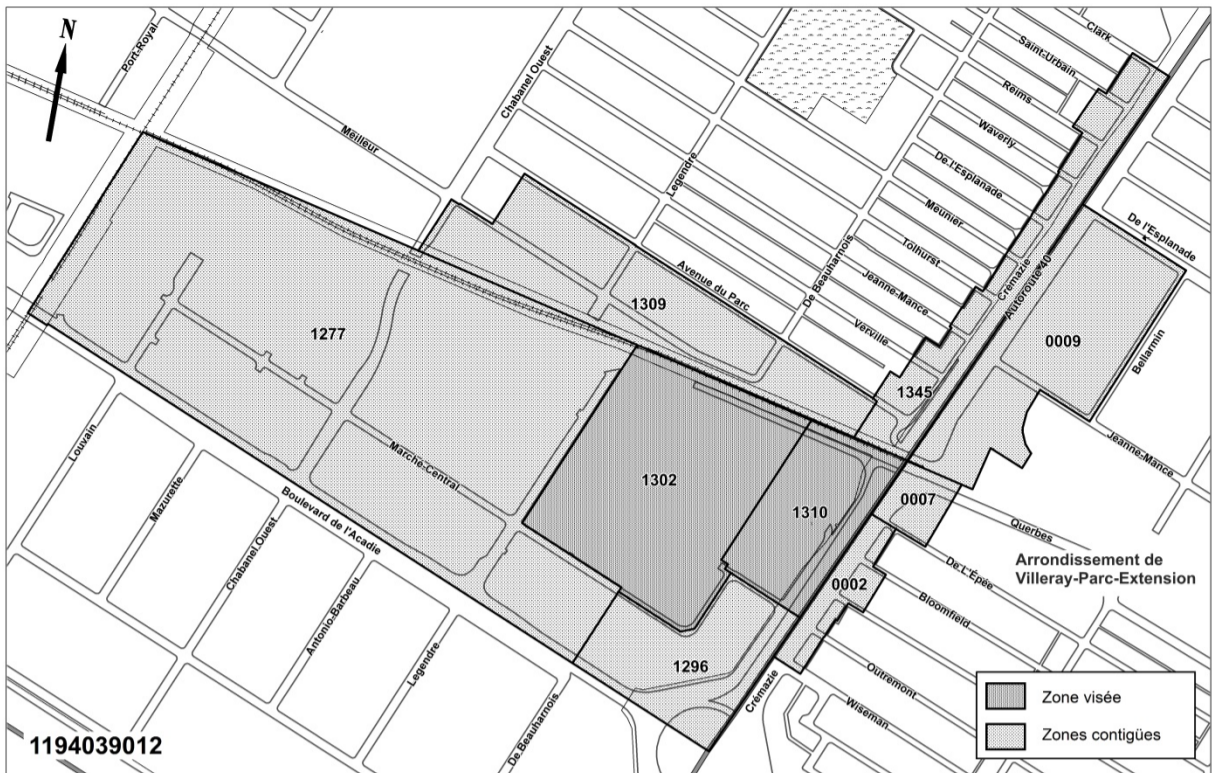 N
Port-Royal
Meilleur
Chabanel Ouest
Legendre
De Beauharnois
Avenue du Parc
Clark
Saint-Urbain
Reims
Waverly
De l'Esplanade
Meunier
Tolhurst
Jeanne-Mance
Verville
Crémazie
Autoroute 40
De l'Esplanade
Bellarmin
Jeanne-Mance
1309
1277
0009
1345
1302
1310
0007
0002
1296
Marché-Central
Louvain
Mazurette
Boulevard de l'Acadie
Chabanel Ouest
Antonio-Barbeau
Legendre
De Beauharnois
Crémazie
Querbes
De L'Épée
Bloomfield
Outremont
Wiseman
Arrondissement de
Villeray-Parc-Extension
Zone visée
Zones contigües
1194039012